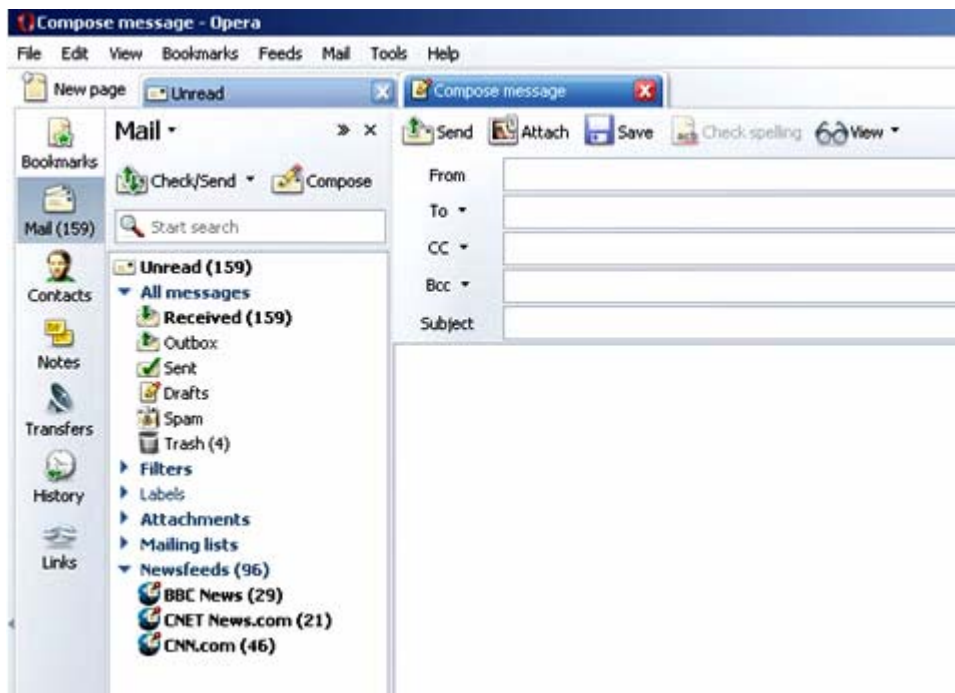 Compose message - Opera
File Edit View Bookmarks Feeds Mail Tools Help
New page Unread Compose message
Bookmarks
Mail (159)
Contacts
Notes
Transfers
History
Links
Mail
Check/Send Compose
Start search
Unread (159)
All messages
Received (159)
Outbox
Sent
Drafts
Spam
Trash (4)
Filters
Labels
Attachments
Mailing lists
Newsfeeds (96)
BBC News (29)
CNET News.com (21)
CNN.com (46)
Send Attach Save Check spelling View
From
To
CC
Bcc
Subject